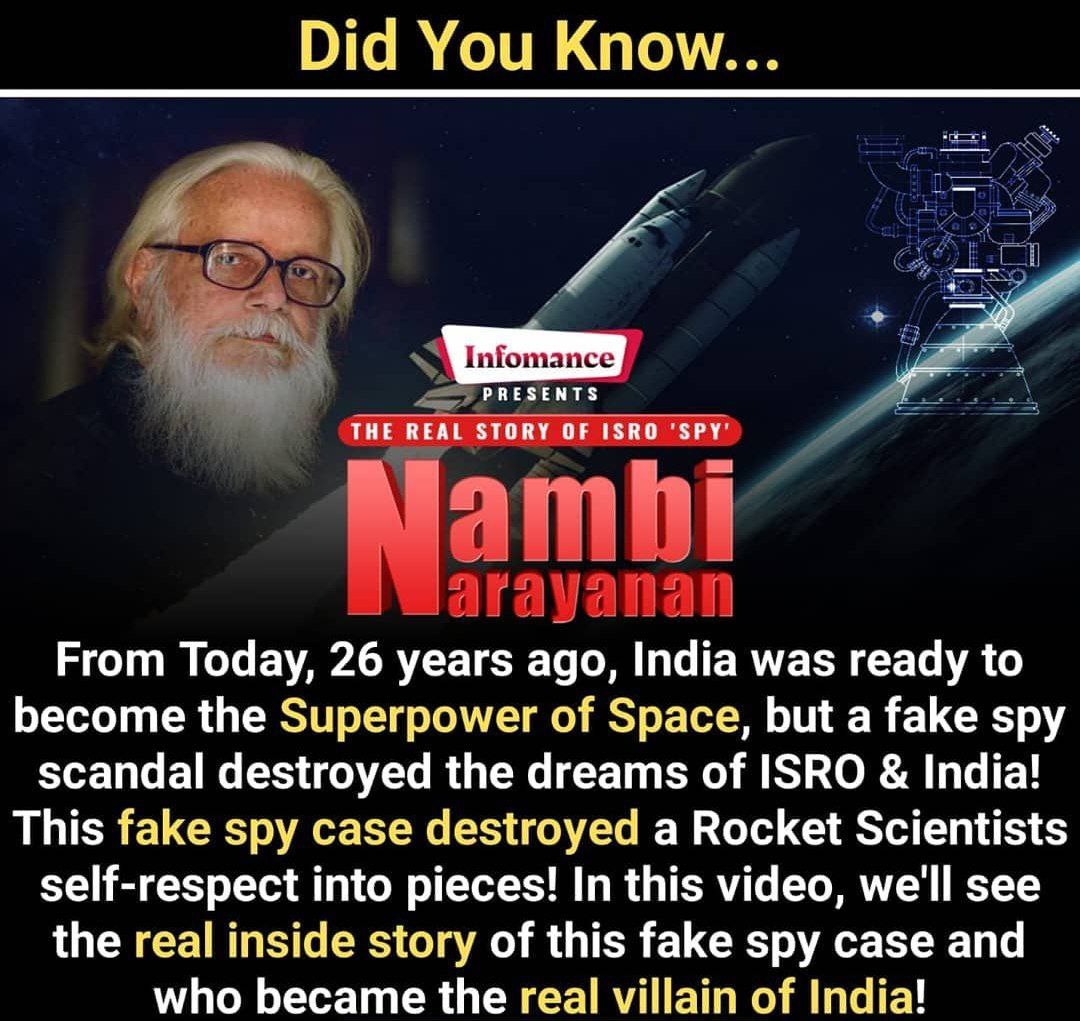 Did You Know...
Infomance
PRESENTS
THE REAL STORY OF ISRO 'SPY'
Nambi
Narayanan
From Today, 26 years ago, India was ready to
become the Superpower of Space, but a fake spy
scandal destroyed the dreams of ISRO & India!
This fake spy case destroyed a Rocket Scientists
self-respect into pieces! In this video, we'll see
the real inside story of this fake spy case and
who became the real villain of India!